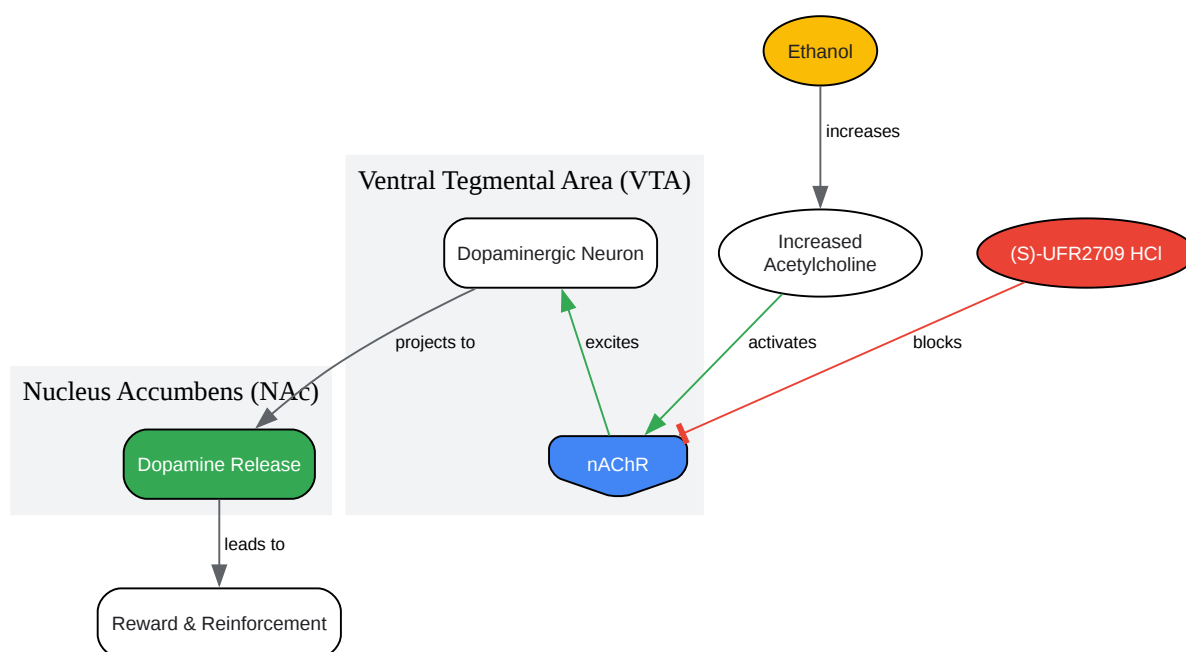 Ethanol
increases
Ventral Tegmental Area (VTA)
Dopaminergic Neuron
Increased
Acetylcholine
(S)-UFR2709 HCl
projects to
excites
activates
blocks
Nucleus Accumbens (NAc)
Dopamine Release
nAChR
leads to
Reward & Reinforcement